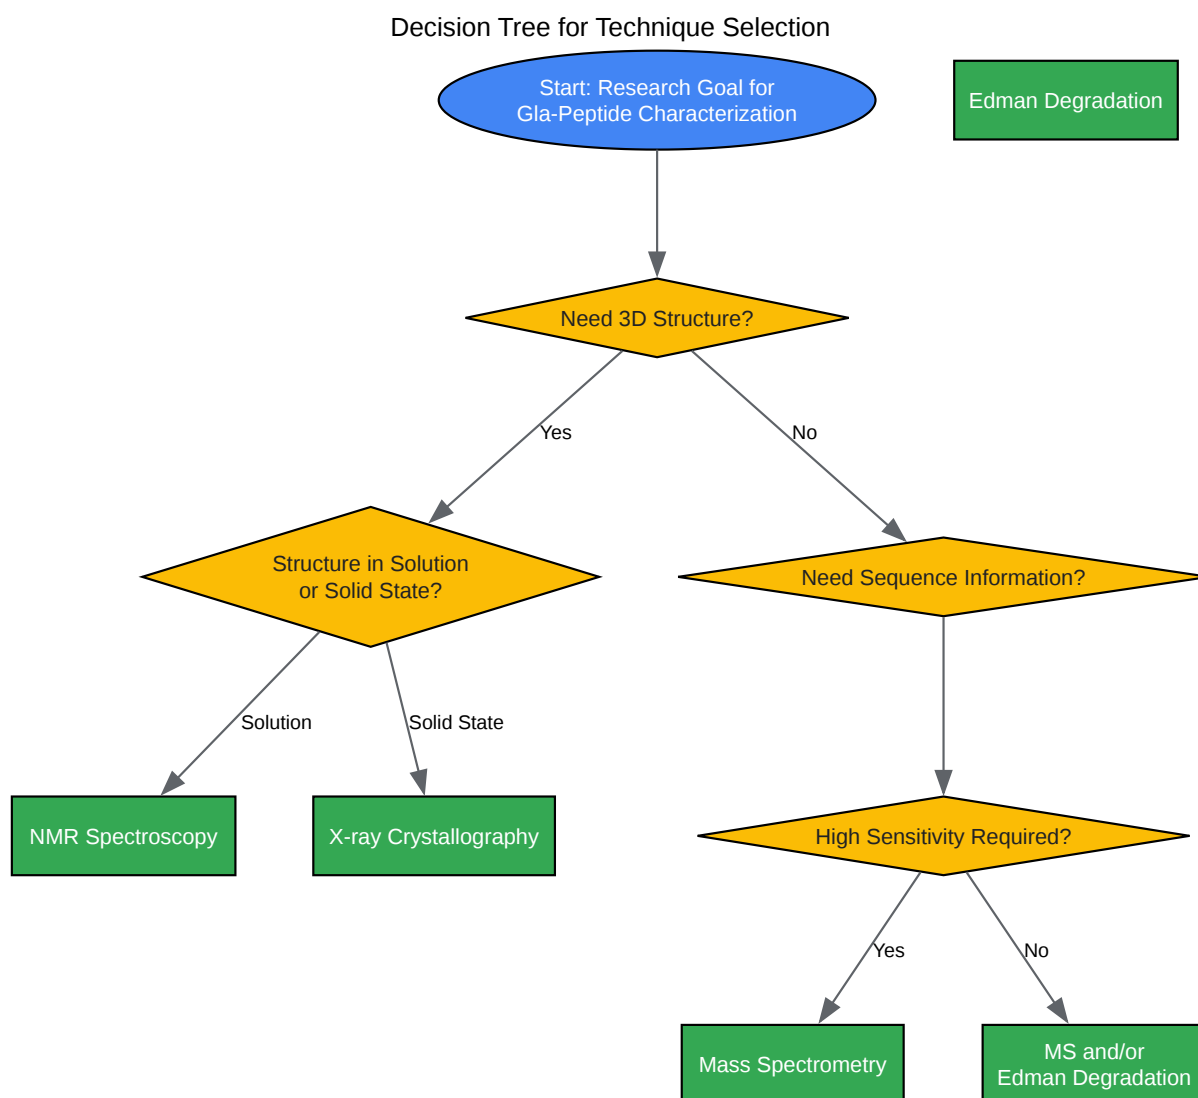 Decision Tree for Technique Selection
Start: Research Goal for
Gla-Peptide Characterization
Edman Degradation
Need 3D Structure?
Yes
No
Structure in Solution
or Solid State?
Need Sequence Information?
Solution
Solid State
NMR Spectroscopy
X-ray Crystallography
High Sensitivity Required?
Yes
No
Mass Spectrometry
MS and/or
Edman Degradation